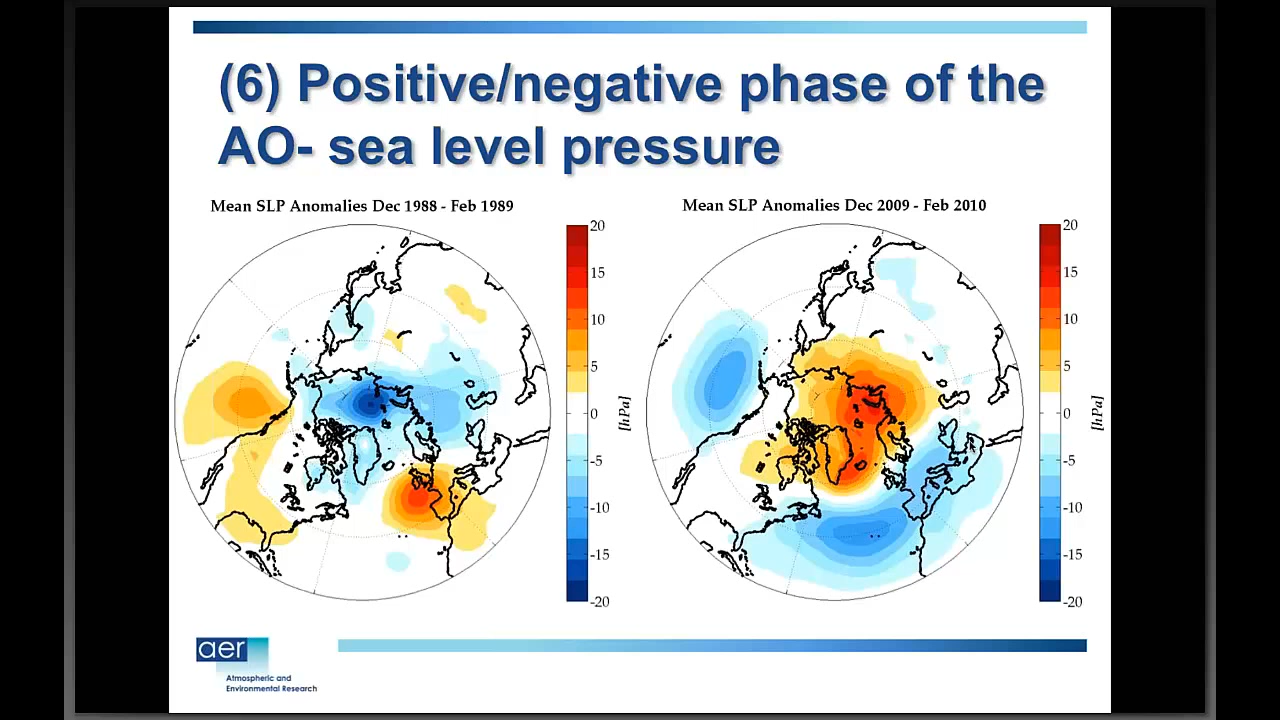 (6) Positive/negative phase of the
AO- sea level pressure
Mean SLP Anomalies Dec 1988 - Feb 1989
20
15
10
5
0
-5
-10
-15
-20
[hPa]
Mean SLP Anomalies Dec 2009 - Feb 2010
20
15
10
5
0
-5
-10
-15
-20
[hPa]
aer
Atmospheric and
Environmental Research